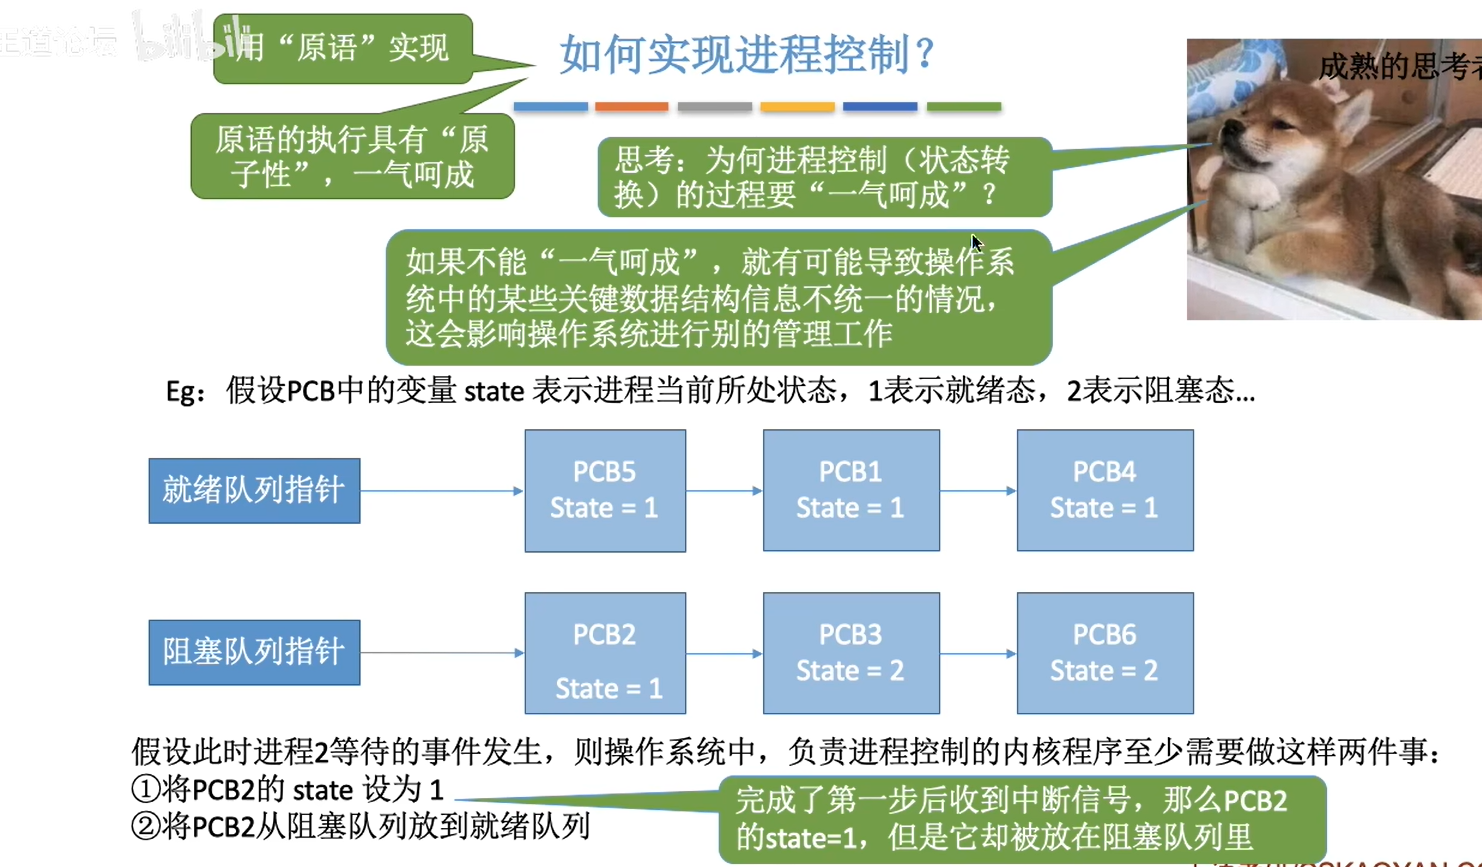 王道论坛 bilibili
用“原语”实现
如何实现进程控制？
成熟的思考者
原语的执行具有“原
子性”，一气呵成
思考：为何进程控制（状态转
换）的过程要“一气呵成”？
如果不能“一气呵成”，就有可能导致操作系
统中的某些关键数据结构信息不统一的情况，
这会影响操作系统进行别的管理工作
Eg：假设PCB中的变量 state 表示进程当前所处状态，1表示就绪态，2表示阻塞态...
就绪队列指针
PCB5
State = 1
PCB1
State = 1
PCB4
State = 1
阻塞队列指针
PCB2
State = 1
PCB3
State = 2
PCB6
State = 2
假设此时进程2等待的事件发生，则操作系统中，负责进程控制的内核程序至少需要做这样两件事：
①将PCB2的 state 设为 1
②将PCB2从阻塞队列放到就绪队列
完成了第一步后收到中断信号，那么PCB2
的state=1，但是它却被放在阻塞队列里